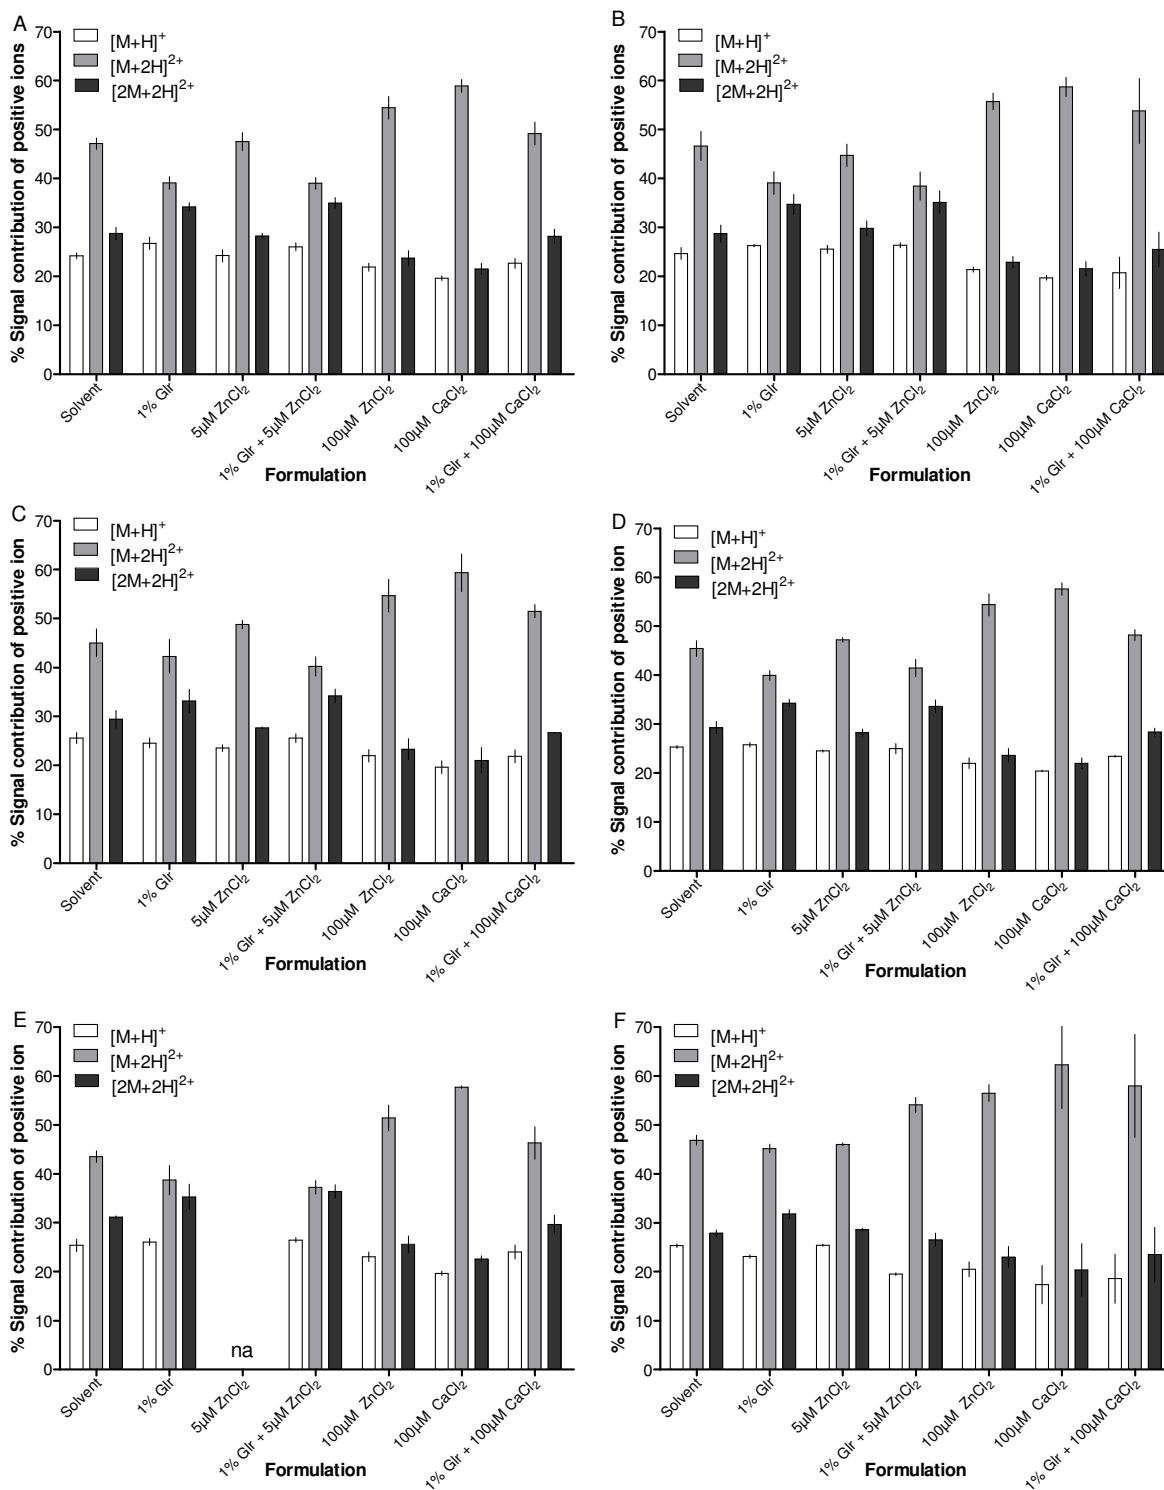 A
% Signal contribution of positive ions
70
60
50
40
30
20
10
0
[M+H]⁺
[M+2H]²⁺
[2M+2H]²⁺
Solvent
1% Glr
5µM ZnCl₂
1% Glr + 5µM ZnCl₂
100µM ZnCl₂
100µM CaCl₂
1% Glr + 100µM CaCl₂
Formulation
B
% Signal contribution of positive ions
70
60
50
40
30
20
10
0
[M+H]⁺
[M+2H]²⁺
[2M+2H]²⁺
Solvent
1% Glr
5µM ZnCl₂
1% Glr + 5µM ZnCl₂
100µM ZnCl₂
100µM CaCl₂
1% Glr + 100µM CaCl₂
Formulation
C
% Signal contribution of positive ion
70
60
50
40
30
20
10
0
[M+H]⁺
[M+2H]²⁺
[2M+2H]²⁺
Solvent
1% Glr
5µM ZnCl₂
1% Glr + 5µM ZnCl₂
100µM ZnCl₂
100µM CaCl₂
1% Glr + 100µM CaCl₂
Formulation
D
% Signal contribution of positive ion
70
60
50
40
30
20
10
0
[M+H]⁺
[M+2H]²⁺
[2M+2H]²⁺
Solvent
1% Glr
5µM ZnCl₂
1% Glr + 5µM ZnCl₂
100µM ZnCl₂
100µM CaCl₂
1% Glr + 100µM CaCl₂
Formulation
E
% Signal contribution of positive ion
70
60
50
40
30
20
10
0
[M+H]⁺
[M+2H]²⁺
[2M+2H]²⁺
na
Solvent
1% Glr
5µM ZnCl₂
1% Glr + 5µM ZnCl₂
100µM ZnCl₂
100µM CaCl₂
1% Glr + 100µM CaCl₂
Formulation
F
% Signal contribution of positive ion
70
60
50
40
30
20
10
0
[M+H]⁺
[M+2H]²⁺
[2M+2H]²⁺
Solvent
1% Glr
5µM ZnCl₂
1% Glr + 5µM ZnCl₂
100µM ZnCl₂
100µM CaCl₂
1% Glr + 100µM CaCl₂
Formulation